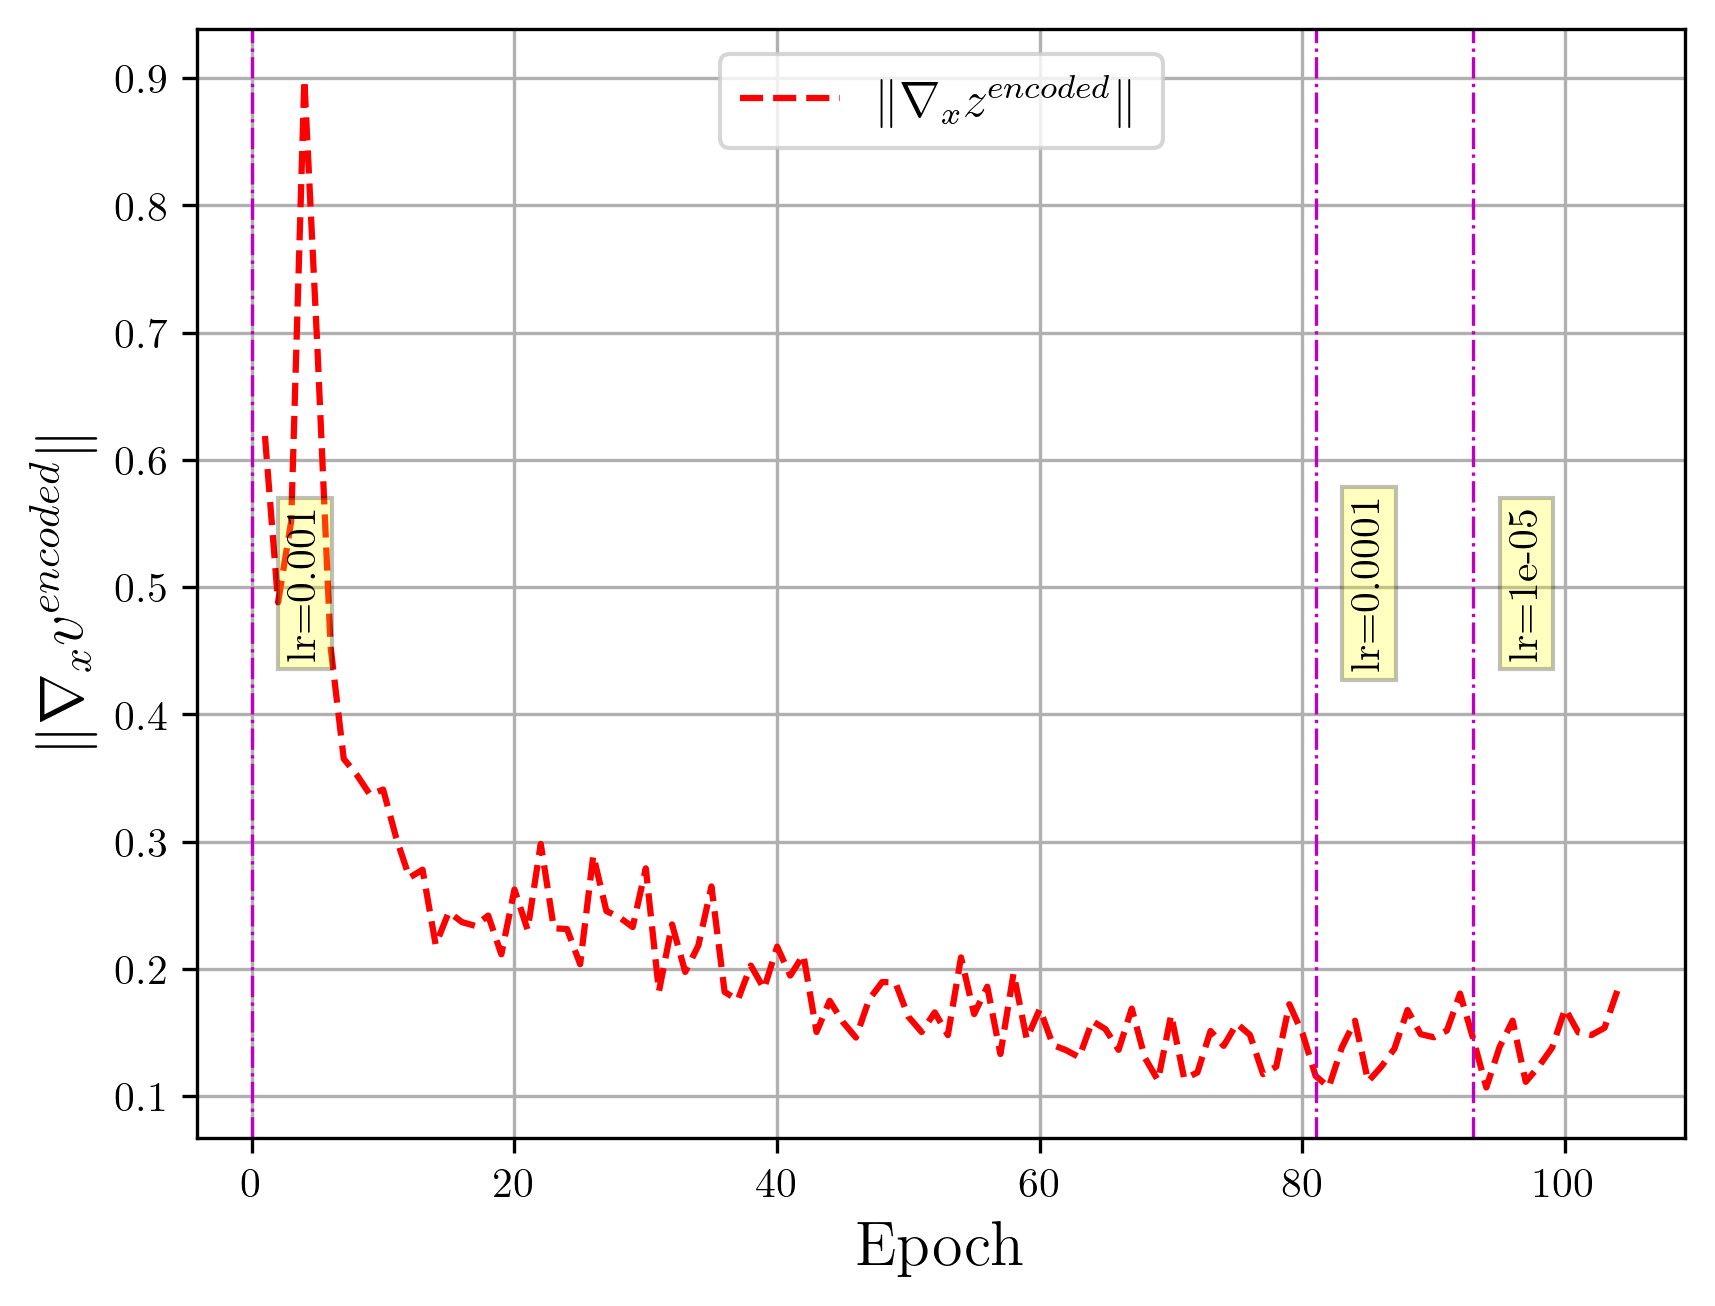 ‖∇ₓz^{encoded}‖
‖∇ₓv^{encoded}‖
0.9
0.8
0.7
0.6
0.5
0.4
0.3
0.2
0.1
lr=0.001
lr=0.0001
lr=1e-05
0 20 40 60 80 100
Epoch